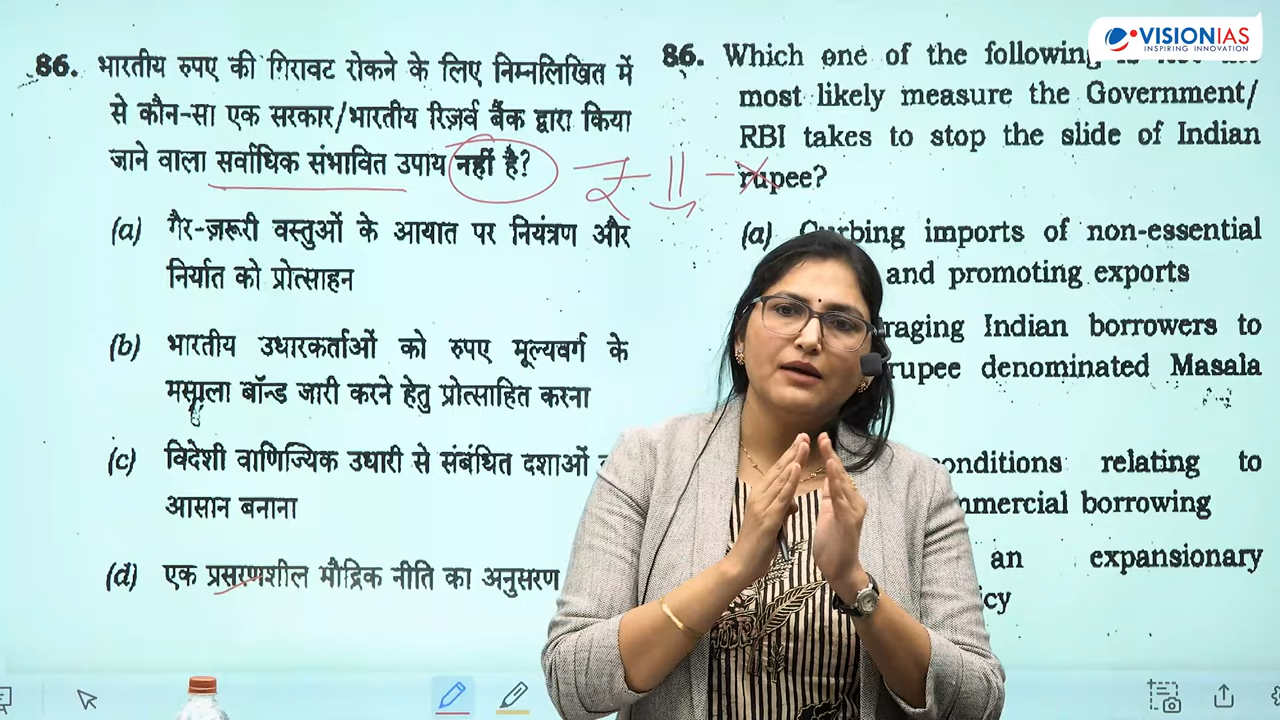 VISIONIAS
INSPIRING INNOVATION
86. भारतीय रुपए की गिरावट रोकने के लिए निम्नलिखित में
से कौन-सा एक सरकार/भारतीय रिज़र्व बैंक द्वारा किया
जाने वाला सर्वाधिक संभावित उपाय नहीं है?
(a) गैर-ज़रूरी वस्तुओं के आयात पर नियंत्रण और
निर्यात को प्रोत्साहन
(b) भारतीय उधारकर्ताओं को रुपए मूल्यवर्ग के
मसाला बॉन्ड जारी करने हेतु प्रोत्साहित करना
(c) विदेशी वाणिज्यिक उधारी से संबंधित दशाओं
आसान बनाना
(d) एक प्रसरणशील मौद्रिक नीति का अनुसरण
86. Which one of the following
most likely measure the Government/
RBI takes to stop the slide of Indian
rupee?
₹
(a) Curbing imports of non-essential
and promoting exports
Indian borrowers to
rupee denominated Masala
conditions relating to
borrowing
an expansionary